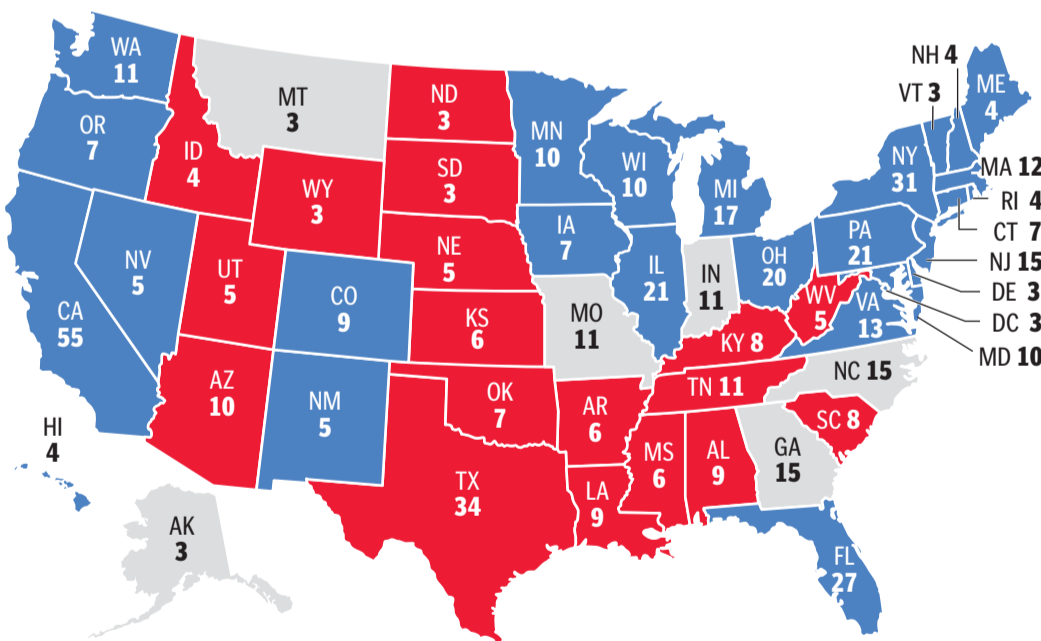 WA
11
OR
7
CA
55
NV
5
ID
4
MT
3
WY
3
UT
5
AZ
10
CO
9
NM
5
ND
3
SD
3
NE
5
KS
6
OK
7
TX
34
MN
10
IA
7
MO
11
AR
6
LA
9
WI
10
IL
21
MI
17
IN
11
OH
20
KY 8
TN 11
MS
6
AL
9
GA
15
FL
27
SC 8
NC 15
VA
13
WV
5
PA
21
NY
31
NH 4
VT 3
ME
4
MA 12
RI 4
CT 7
NJ 15
DE 3
DC 3
MD 10
HI
4
AK
3